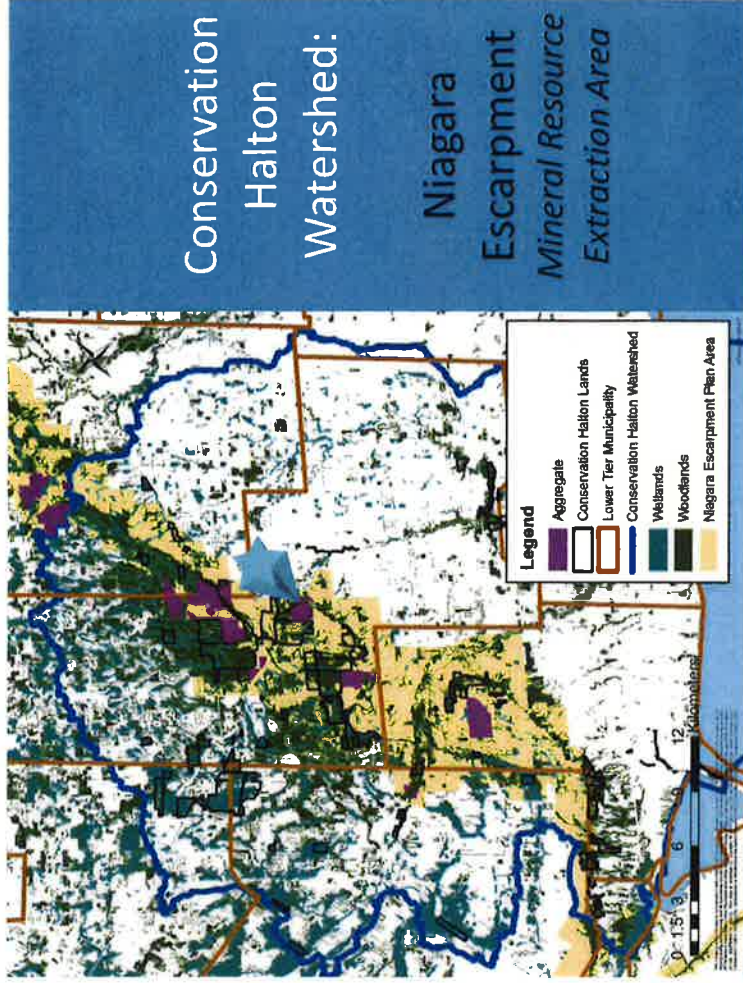 Conservation
Halton
Watershed:
Niagara
Escarpment
Mineral Resource
Extraction Area
Legend
Aggregate
Conservation Halton Lands
Lower Tier Municipality
Conservation Halton Watershed
Wetlands
Woodlands
Niagara Escarpment Plan Area
0 1.5 3 6 12
Kilometers